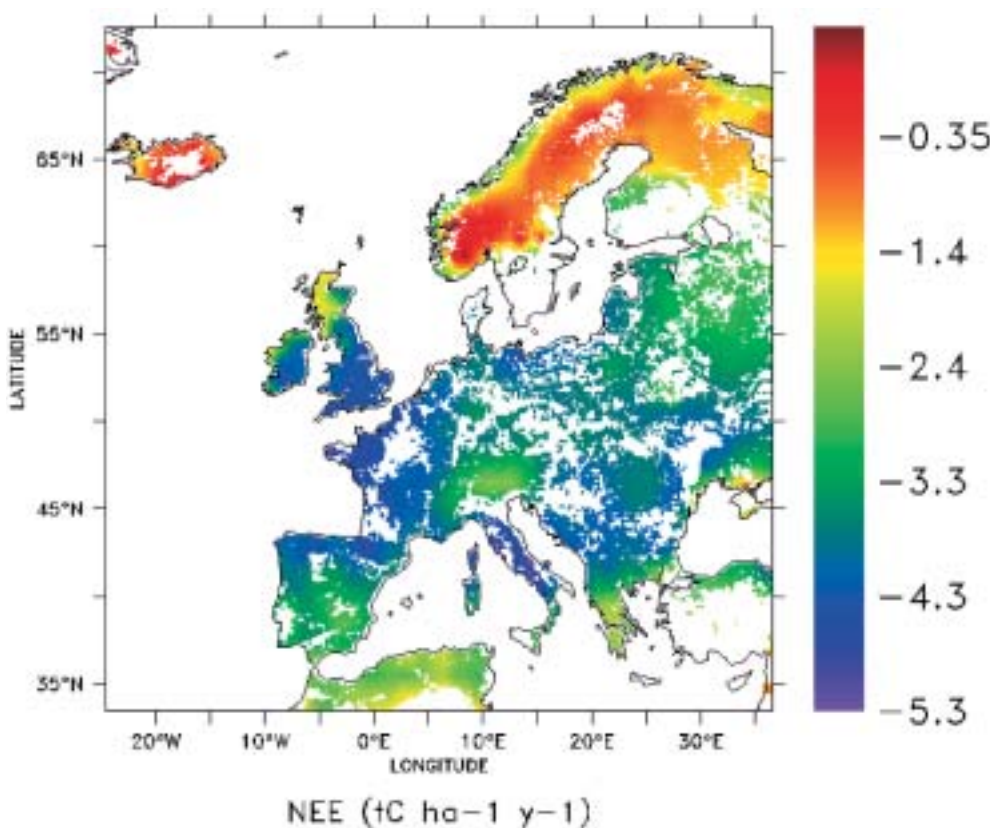 65°N
55°N
45°N
35°N
LATITUDE
20°W 10°W 0°E 10°E 20°E 30°E
LONGITUDE
NEE (tC ha-1 y-1)
-0.35
-1.4
-2.4
-3.3
-4.3
-5.3